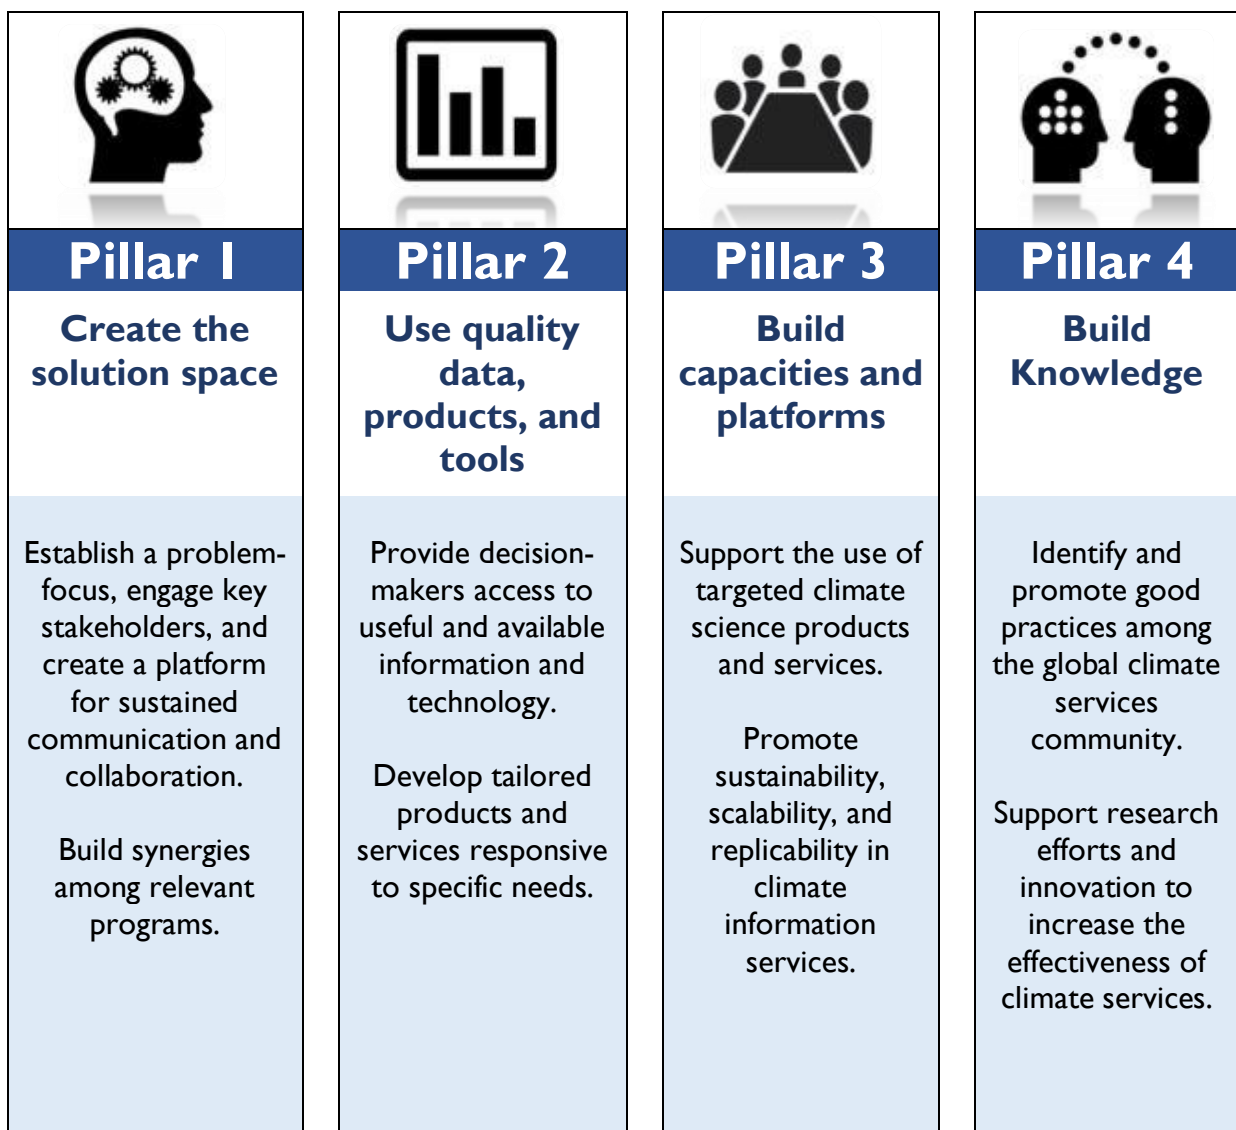 Pillar 1
Create the
solution space
Establish a problem-
focus, engage key
stakeholders, and
create a platform
for sustained
communication and
collaboration.
Build synergies
among relevant
programs.
Pillar 2
Use quality
data,
products, and
tools
Provide decision-
makers access to
useful and available
information and
technology.
Develop tailored
products and
services responsive
to specific needs.
Pillar 3
Build
capacities and
platforms
Support the use of
targeted climate
science products
and services.
Promote
sustainability,
scalability, and
replicability in
climate
information
services.
Pillar 4
Build
Knowledge
Identify and
promote good
practices among
the global climate
services
community.
Support research
efforts and
innovation to
increase the
effectiveness of
climate services.